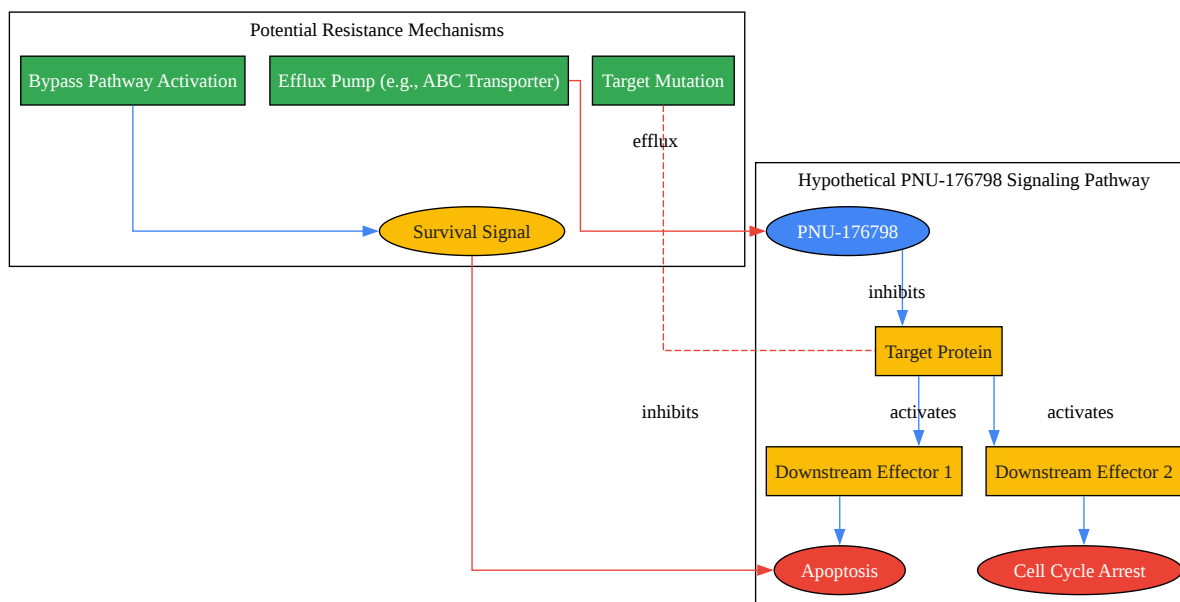 Potential Resistance Mechanisms
Bypass Pathway Activation
Efflux Pump (e.g., ABC Transporter)
Target Mutation
efflux
Hypothetical PNU-176798 Signaling Pathway
Survival Signal
PNU-176798
inhibits
Target Protein
inhibits
activates
activates
Downstream Effector 1
Downstream Effector 2
Apoptosis
Cell Cycle Arrest